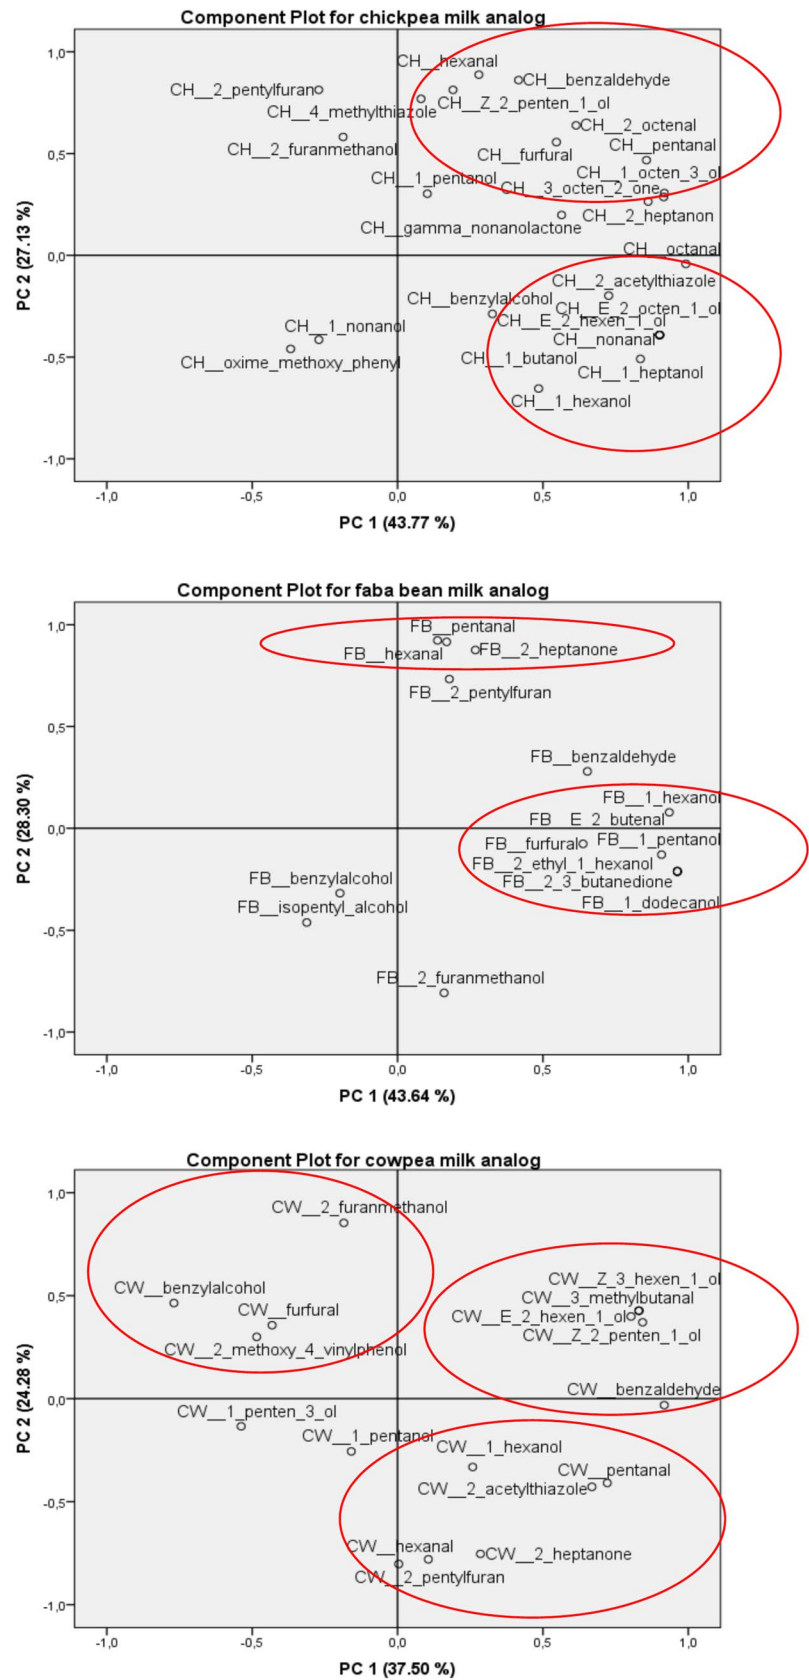 Component Plot for chickpea milk analog
1,0
0,5
0,0
-0,5
-1,0
PC 2 (27.13 %)
CH__hexanal
CH__2_pentylfuran
CH__benzaldehyde
CH__4_methylthiazole
CH__Z_2_penten_1_ol
CH__2_octenal
CH__2_furanmethanol
CH__furfural
CH__pentanal
CH__1_octen_3_ol
CH__1_pentanol
CH__3_octen_2_one
CH__2_heptanon
CH__gamma_nonanolactone
CH__octanal
CH__2_acetylthiazole
CH__benzylalcohol
CH__E_2_octen_1_ol
CH__E_2_hexen_1_ol
CH__1_nonanol
CH__nonanal
CH__oxime_methoxy_phenyl
CH__1_butanol
CH__1_heptanol
CH__1_hexanol
-1,0
-0,5
0,0
0,5
1,0
PC 1 (43.77 %)
Component Plot for faba bean milk analog
1,0
0,5
0,0
-0,5
-1,0
PC 2 (28.30 %)
FB__pentanal
FB__hexanal
FB__2_heptanone
FB__2_pentylfuran
FB__benzaldehyde
FB__1_hexanol
FB__E_2_butenal
FB__furfural
FB__1_pentanol
FB__2_ethyl_1_hexanol
FB__2_3_butanedione
FB__1_dodecanol
FB__benzylalcohol
FB__isopentyl_alcohol
FB__2_furanmethanol
-1,0
-0,5
0,0
0,5
1,0
PC 1 (43.64 %)
Component Plot for cowpea milk analog
1,0
0,5
0,0
-0,5
-1,0
PC 2 (24.28 %)
CW__2_furanmethanol
CW__benzylalcohol
CW__furfural
CW__2_methoxy_4_vinylphenol
CW__Z_3_hexen_1_ol
CW__3_methylbutanal
CW__E_2_hexen_1_ol
CW__Z_2_penten_1_ol
CW__benzaldehyde
CW__1_penten_3_ol
CW__1_pentanol
CW__1_hexanol
CW__pentanal
CW__2_acetylthiazole
CW__hexanal
CW__2_heptanone
CW__2_pentylfuran
-1,0
-0,5
0,0
0,5
1,0
PC 1 (37.50 %)